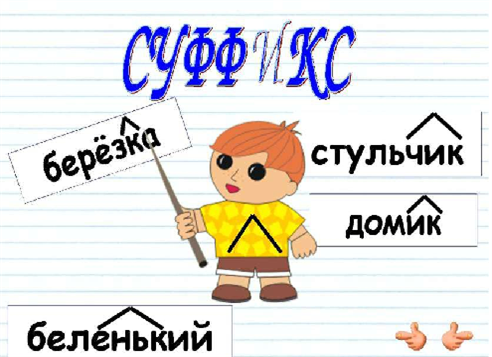 СУФФИКС
берёзка
стульчик
домик
беленький